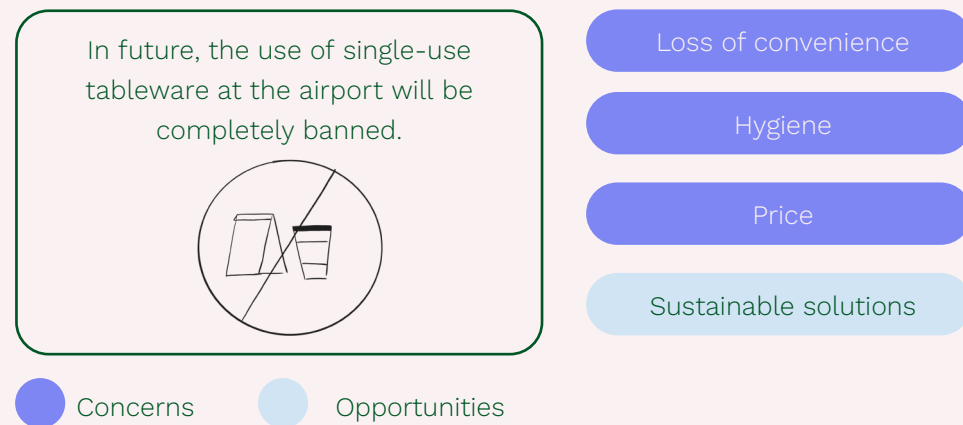 In future, the use of single-use
tableware at the airport will be
completely banned.
Loss of convenience
Hygiene
Price
Sustainable solutions
Concerns
Opportunities